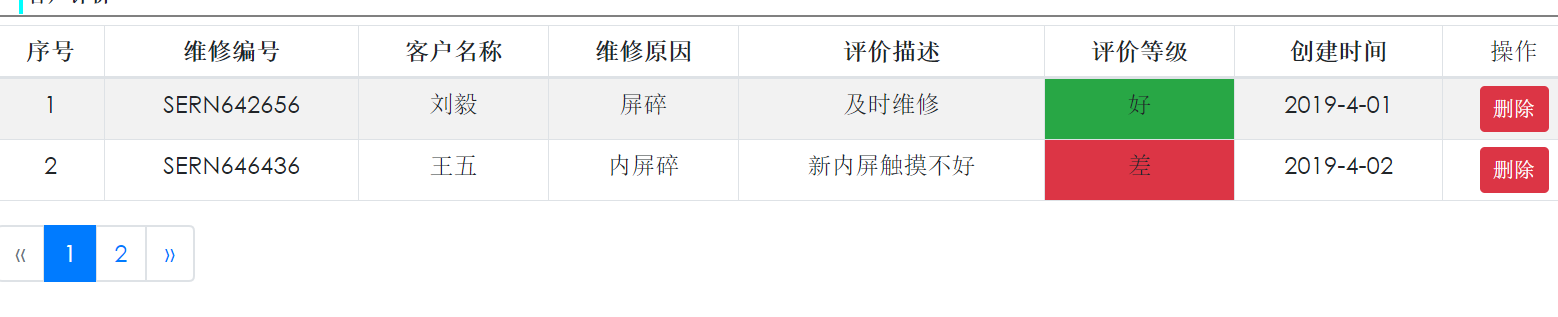 序号 维修编号 客户名称 维修原因 评价描述 评价等级 创建时间 操作
1 SERN642656 刘毅 屏碎 及时维修 好 2019-4-01 删除
2 SERN646436 王五 内屏碎 新内屏触摸不好 差 2019-4-02 删除
« 1 2 »